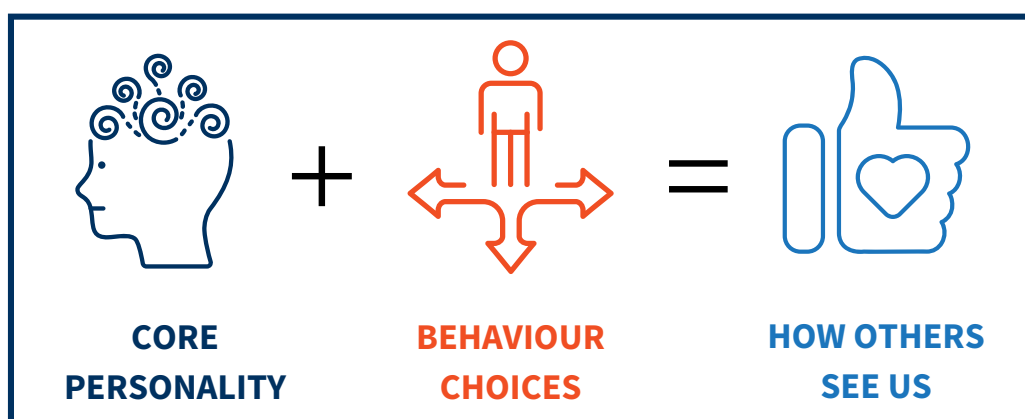 CORE
PERSONALITY
+
BEHAVIOUR
CHOICES
=
HOW OTHERS
SEE US